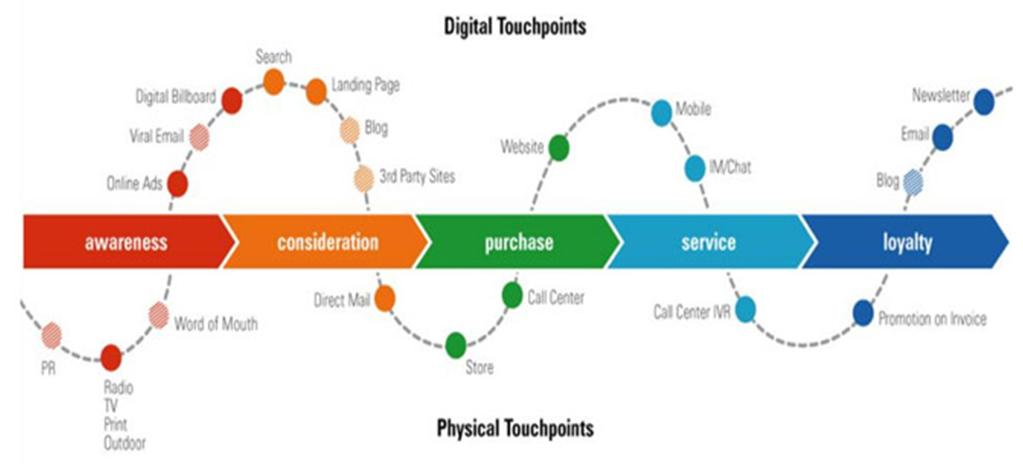 Digital Touchpoints
Search
Digital Billboard
Landing Page
Viral Email
Blog
Online Ads
3rd Party Sites
Website
Mobile
IM/Chat
Newsletter
Email
Blog
awareness
consideration
purchase
service
loyalty
PR
Word of Mouth
Radio
TV
Print
Outdoor
Direct Mail
Store
Call Center
Call Center IVR
Promotion on Invoice
Physical Touchpoints